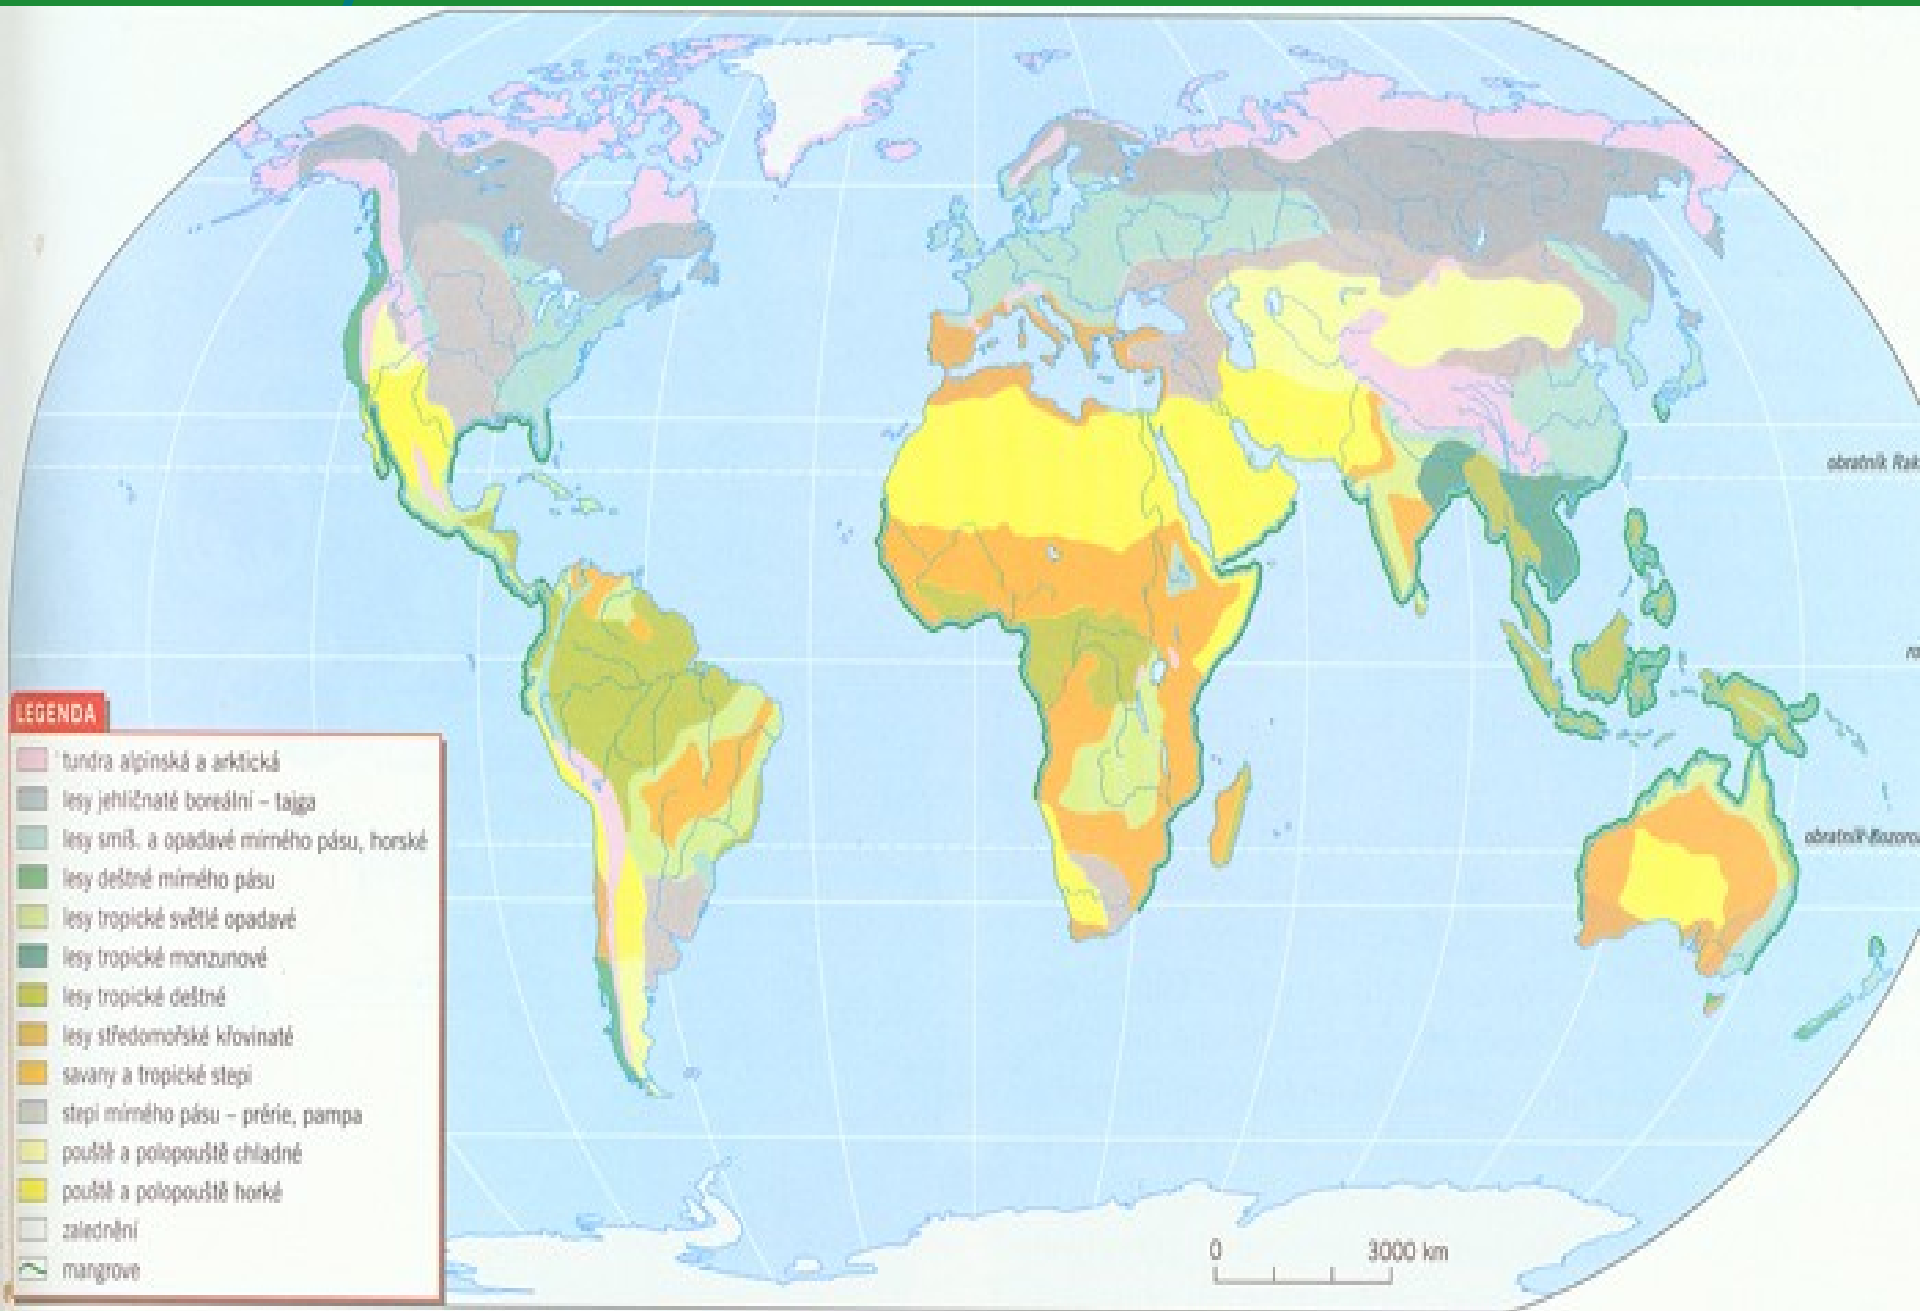 obratník Rak
ro
obratník Kozoro
LEGENDA
tundra alpinská a arktická
lesy jehličnaté boreální – tajga
lesy smíš. a opadavé mírného pásu, horské
lesy deštné mírného pásu
lesy tropické světlé opadavé
lesy tropické monzunové
lesy tropické deštné
lesy středomořské křovinaté
savany a tropické stepi
stepi mírného pásu – prérie, pampa
pouště a polopouště chladné
pouště a polopouště horké
zalednění
mangrove
0 3000 km